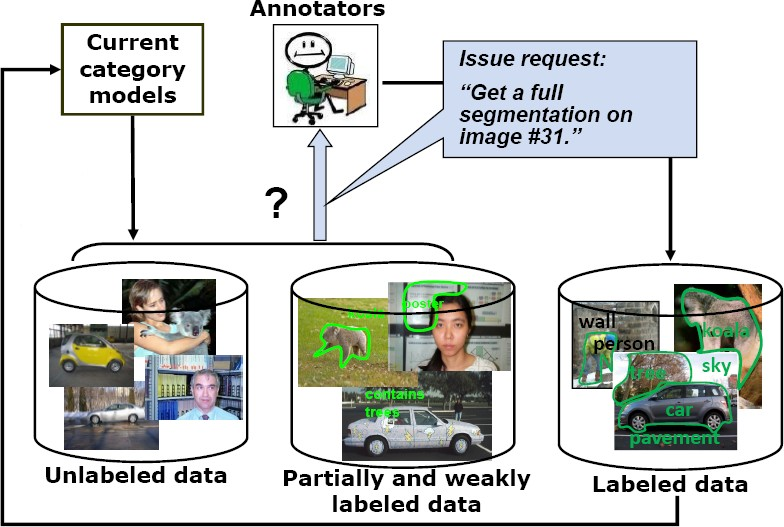 Annotators
Current
category
models
Issue request:
“Get a full
segmentation on
image #31.”
?
poster
contains
trees
wall
person
koala
tree
sky
car
pavement
Unlabeled data
Partially and weakly
labeled data
Labeled data